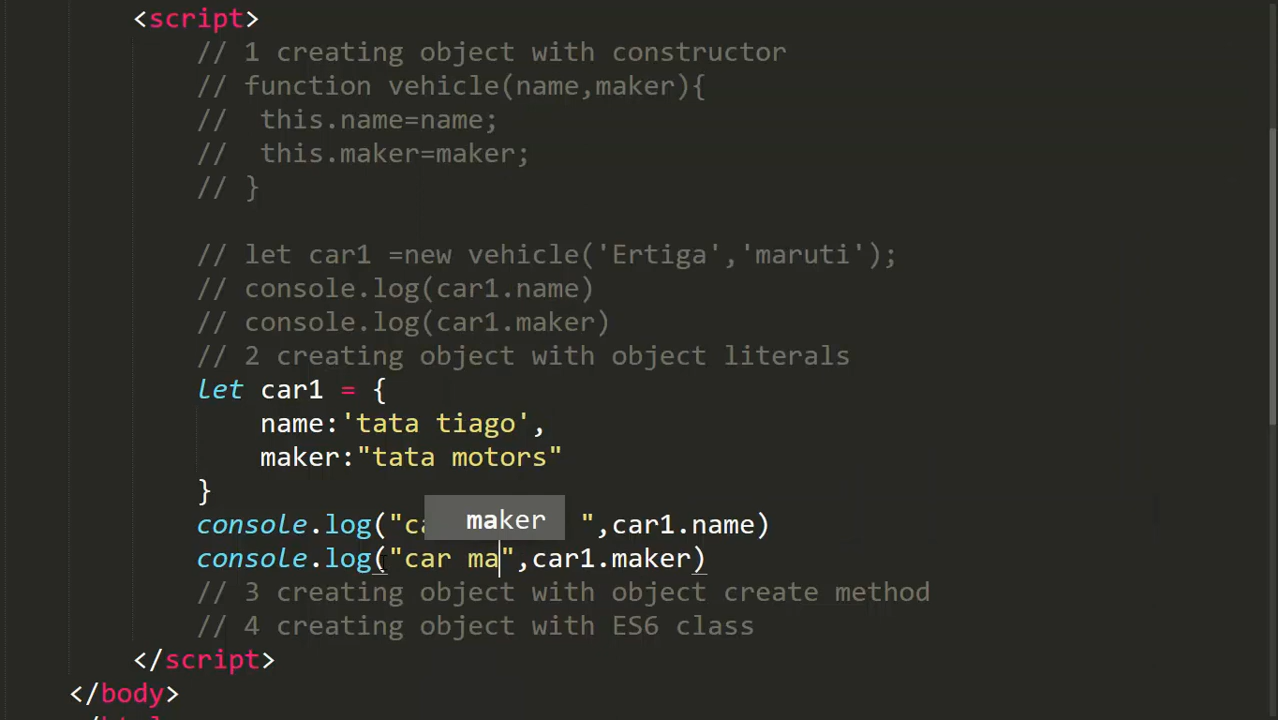 <script>
// 1 creating object with constructor
// function vehicle(name,maker){
//  this.name=name;
//  this.maker=maker;
// }
// let car1 =new vehicle('Ertiga','maruti');
// console.log(car1.name)
// console.log(car1.maker)
// 2 creating object with object literals
let car1 = {
name:'tata tiago',
maker:"tata motors"
}
maker
console.log("ca ",car1.name)
console.log("car ma",car1.maker)
// 3 creating object with object create method
// 4 creating object with ES6 class
</script>
</body>